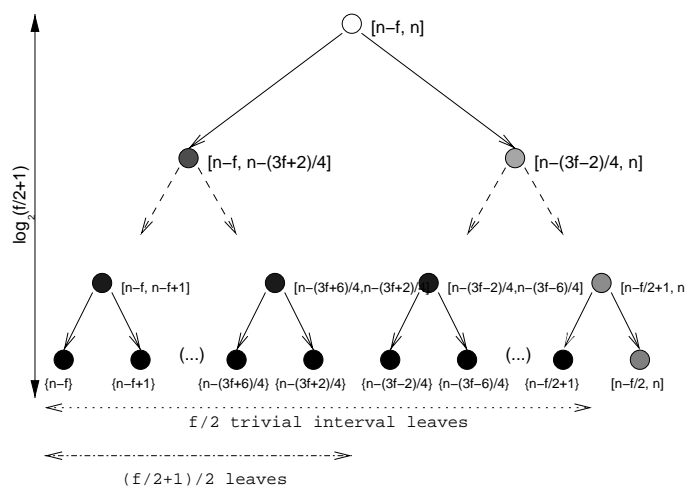 [n−f, n]
log₂(f/2+1)
[n−f, n−(3f+2)/4]
[n−(3f−2)/4, n]
[n−f, n−f+1]
[n−(3f+6)/4,n−(3f+2)/4]
[n−(3f−2)/4,n−(3f−6)/4]
[n−f/2+1, n
(...)
(...)
{n−f}
{n−f+1}
{n−(3f+6)/4}
{n−(3f+2)/4}
{n−(3f−2)/4}
{n−(3f−6)/4}
{n−f/2+1}
[n−f/2, n]
f/2 trivial interval leaves
(f/2+1)/2 leaves